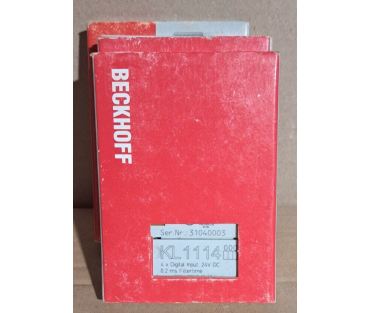 BECKHOFF
Ser Nr.: 31040003
KL1114
4 x Digital Input, 24V DC
0.2 ms Filtertime